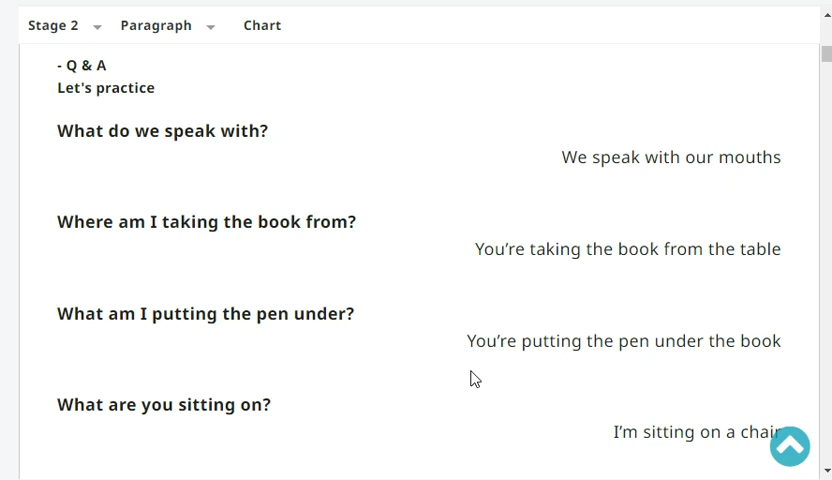 Stage 2 Paragraph Chart
- Q & A
Let's practice
What do we speak with?
We speak with our mouths
Where am I taking the book from?
You’re taking the book from the table
What am I putting the pen under?
You’re putting the pen under the book
What are you sitting on?
I’m sitting on a chair